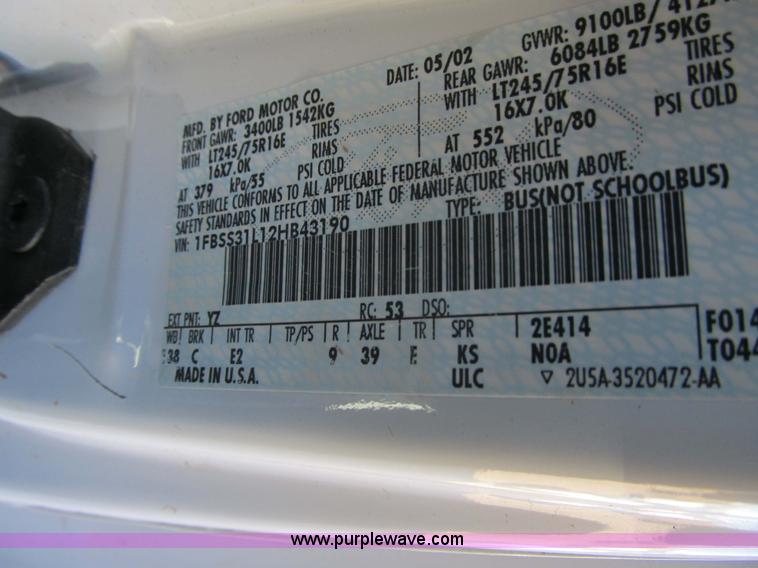 MFD. BY FORD MOTOR CO.
DATE: 05/02 GVWR: 9100LB/
FRONT GAWR: 3400LB 1542KG
REAR GAWR: 6084LB 2759KG
WITH LT245/75R16E TIRES
WITH LT245/75R16E TIRES
16X7.0K RIMS
16X7.0K RIMS
AT 379 kPa/55 PSI COLD
AT 552 kPa/80 PSI COLD
THIS VEHICLE CONFORMS TO ALL APPLICABLE FEDERAL MOTOR VEHICLE
SAFETY STANDARDS IN EFFECT ON THE DATE OF MANUFACTURE SHOWN ABOVE.
VIN: 1FBSS31L12HB43190
TYPE: BUS(NOT SCHOOLBUS)
EXT PNT: YZ RC: 53 DSO:
WB BRK INT TR TP/PS R AXLE TR SPR 2E414 F014
38 C E2 9 39 E KS N0A T044
MADE IN U.S.A. ULC ▽ 2U5A-3520472-AA
www.purplewave.com